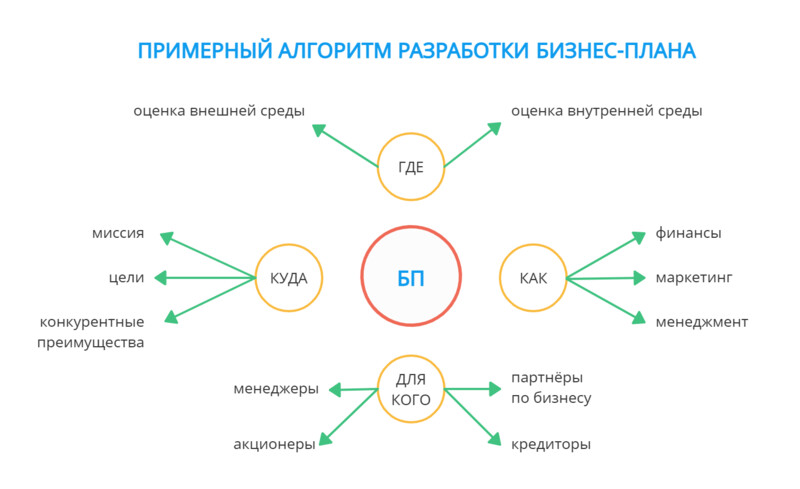 ПРИМЕРНЫЙ АЛГОРИТМ РАЗРАБОТКИ БИЗНЕС-ПЛАНА
оценка внешней среды
оценка внутренней среды
ГДЕ
миссия
цели
конкурентные
преимущества
КУДА
БП
КАК
финансы
маркетинг
менеджмент
менеджеры
акционеры
ДЛЯ
КОГО
партнёры
по бизнесу
кредиторы